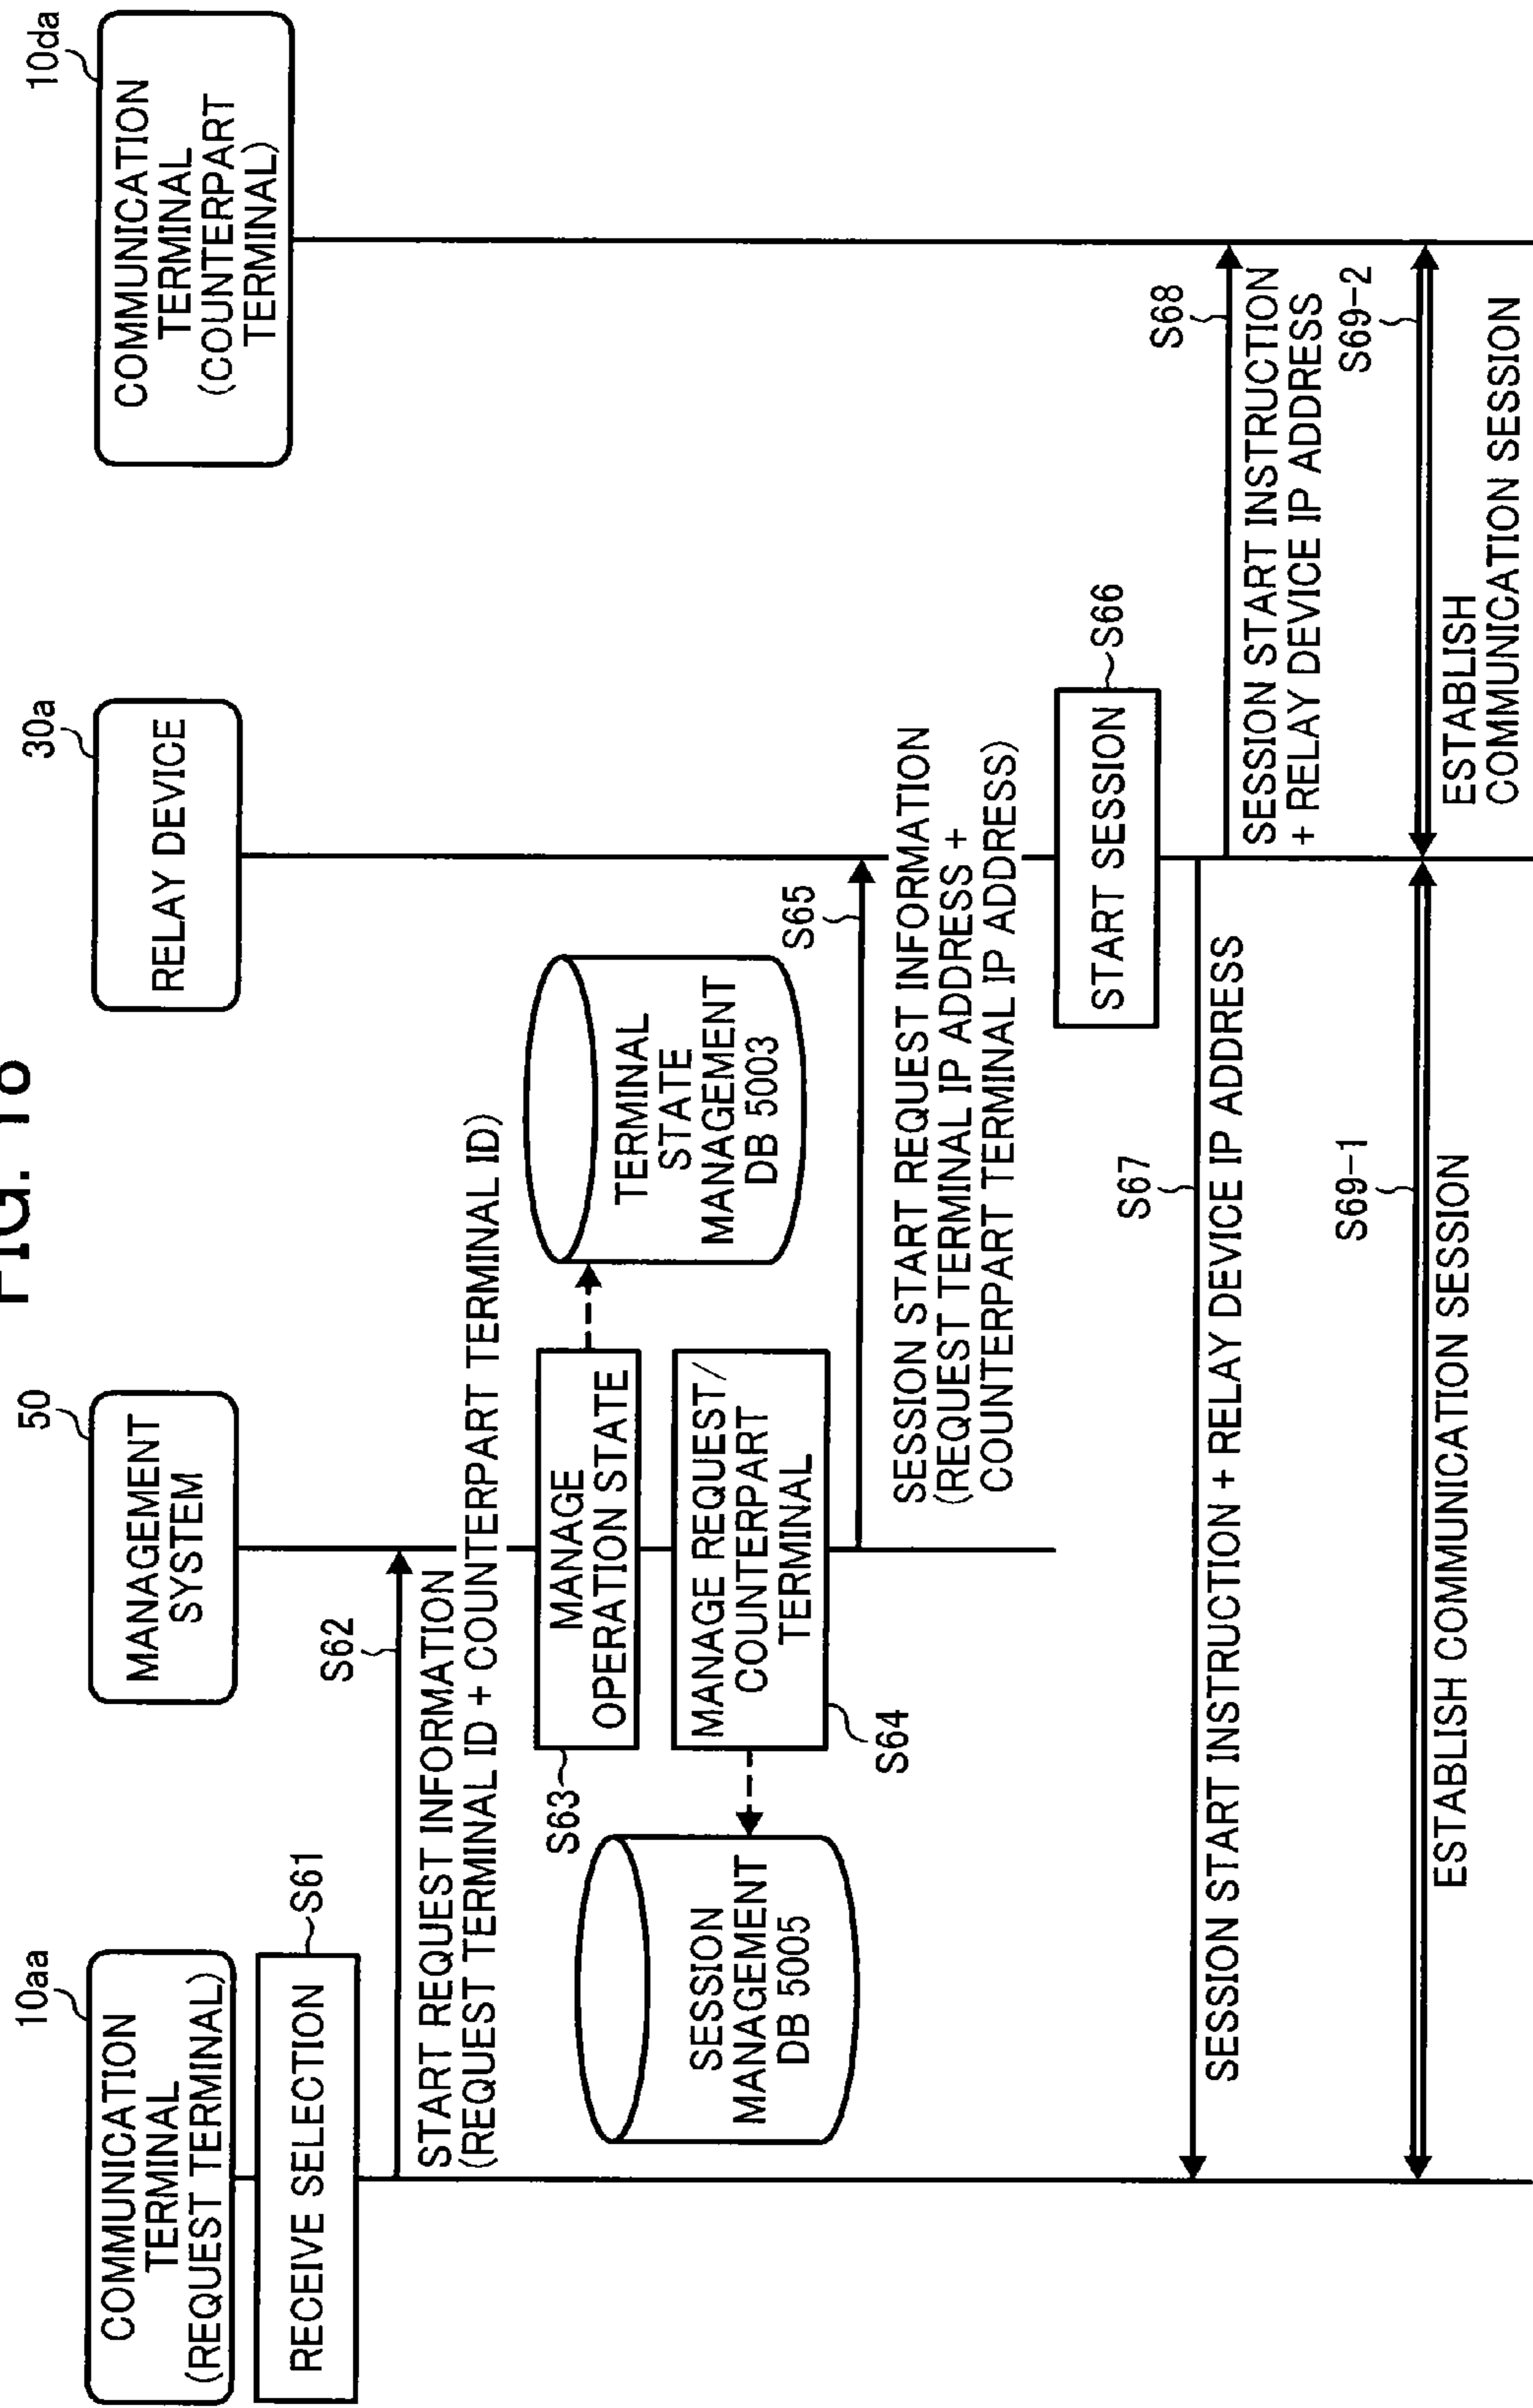 FIG.
10aa
COMMUNICATION
TERMINAL
(REQUEST TERMINAL)
50
MANAGEMENT
SYSTEM
30a
RELAY DEVICE
10da
COMMUNICATION
TERMINAL
(COUNTERPART
TERMINAL)
RECEIVE SELECTION
S61
S62
START REQUEST INFORMATION
(REQUEST TERMINAL ID + COUNTERPART TERMINAL ID)
S63
MANAGE
OPERATION STATE
TERMINAL
STATE
MANAGEMENT
DB 5003
SESSION
MANAGEMENT
DB 5005
MANAGE REQUEST/
COUNTERPART
TERMINAL
S64
S65
SESSION START REQUEST INFORMATION
(REQUEST TERMINAL IP ADDRESS +
COUNTERPART TERMINAL IP ADDRESS)
START SESSION
S66
S67
SESSION START INSTRUCTION + RELAY DEVICE IP ADDRESS
S68
SESSION START INSTRUCTION
+ RELAY DEVICE IP ADDRESS
S69-1
ESTABLISH COMMUNICATION SESSION
S69-2
ESTABLISH
COMMUNICATION SESSION